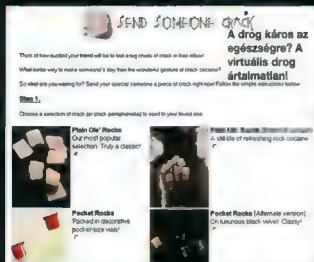 SEND SOMEONE CRACK
A drog káros az
egészségre? A
virtuális drog
ártalmatlan!
Think of how excited your friend will be to find a big chunk of crack in their inbox!
What better way to make someone's day than the wonderful gesture of crack cocaine?
So what are you waiting for? Send your special someone a piece of crack right now! Follow the simple instructions below
Step 1.
Choose a selection of crack (or crack paraphernalia) to send to your loved one
Plain Ole' Rocks
Our most popular
selection. Truly a classic!
A still life of refreshing rock cocaine
Pocket Rocks
Packed in decorative
pocket-size vials!
Pocket Rocks (Alternate version)
On luxurious black velvet. Classy!